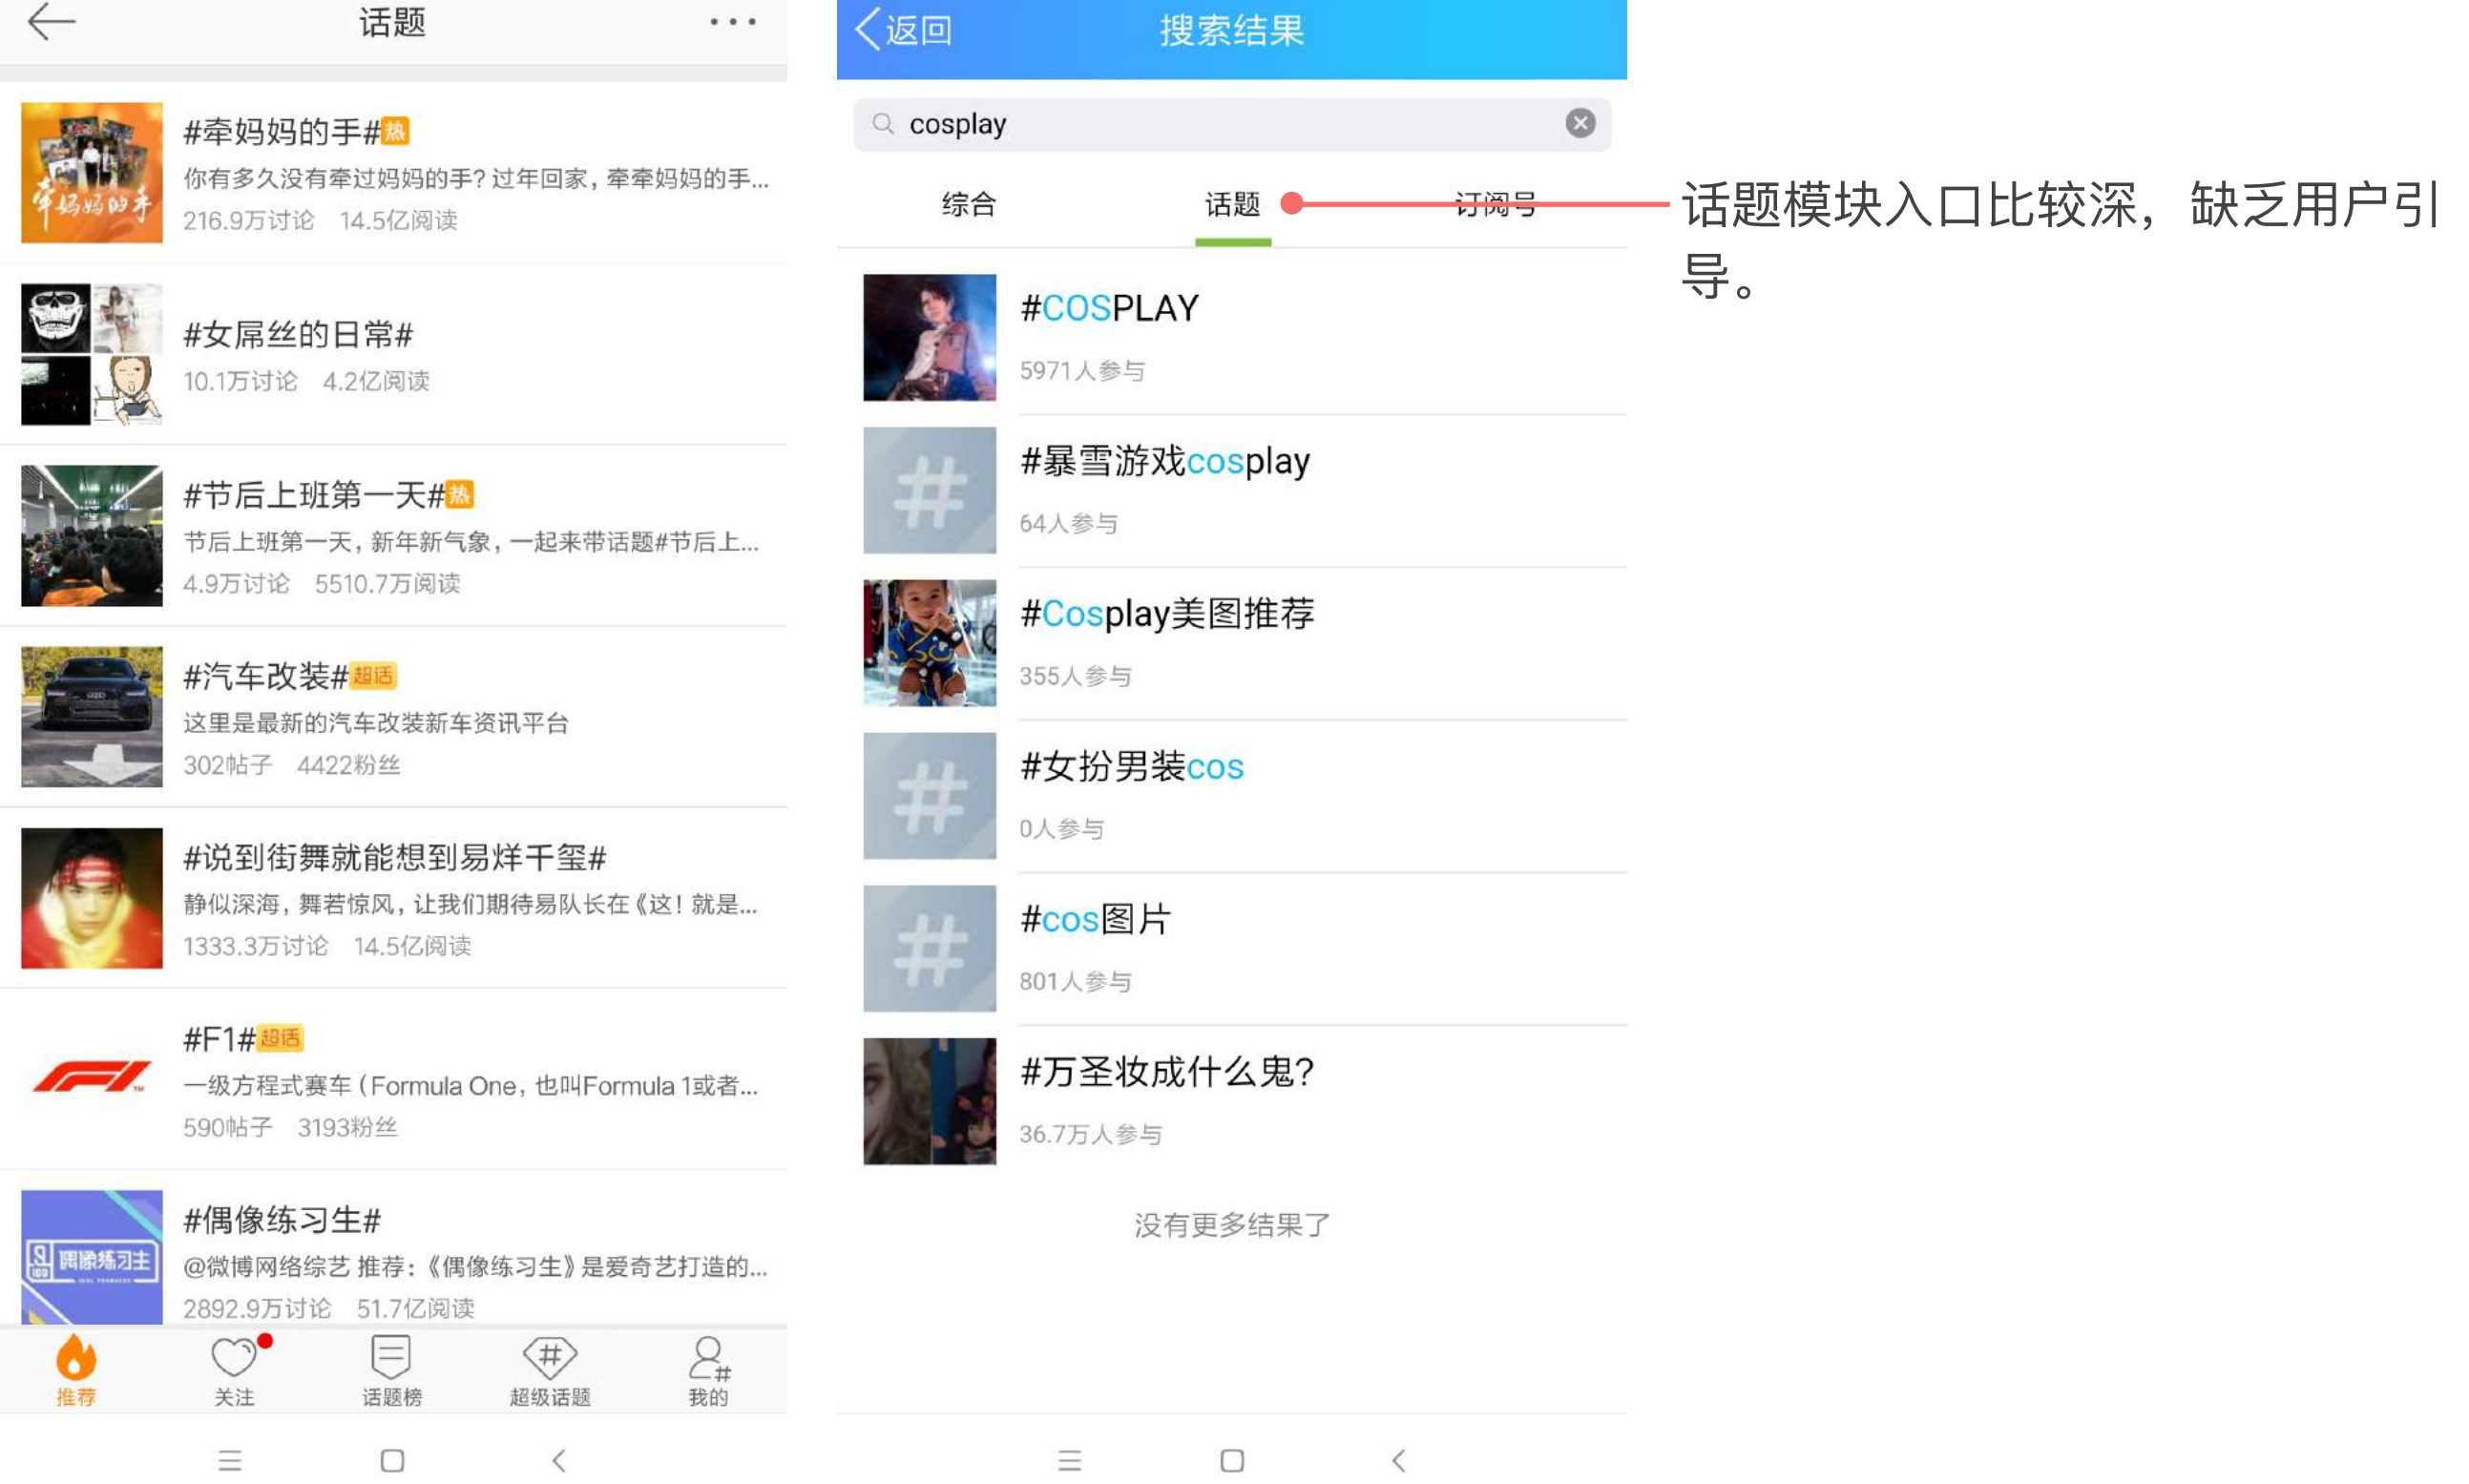 话题
#牵妈妈的手#热
你有多久没有牵过妈妈的手？过年回家，牵牵妈妈的手...
216.9万讨论 14.5亿阅读
牵妈妈的手
#女屌丝的日常#
10.1万讨论 4.2亿阅读
#节后上班第一天#热
节后上班第一天，新年新气象，一起来带话题#节后上...
4.9万讨论 5510.7万阅读
#汽车改装#超话
这里是最新的汽车改装新车资讯平台
302帖子 4422粉丝
#说到街舞就能想到易烊千玺#
静似深海，舞若惊风，让我们期待易队长在《这！就是...
1333.3万讨论 14.5亿阅读
#F1#超话
一级方程式赛车（Formula One，也叫Formula 1或者...
590帖子 3193粉丝
#偶像练习生#
@微博网络综艺 推荐：《偶像练习生》是爱奇艺打造的...
2892.9万讨论 51.7亿阅读
偶像练习生
推荐 关注 话题榜 超级话题 我的
返回 搜索结果
cosplay
综合 话题 订阅号
#COSPLAY
5971人参与
#暴雪游戏cosplay
64人参与
#Cosplay美图推荐
355人参与
#女扮男装cos
0人参与
#cos图片
801人参与
#万圣妆成什么鬼?
36.7万人参与
没有更多结果了
话题模块入口比较深，缺乏用户引
导。